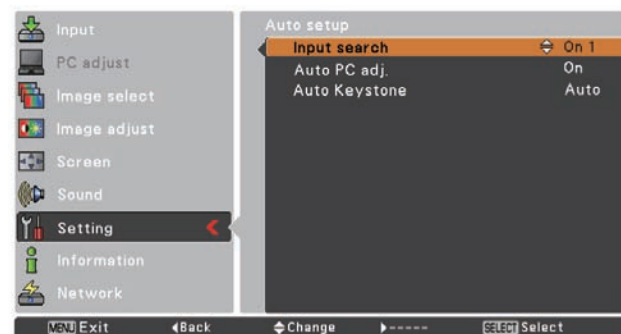 Input
PC adjust
Image select
Image adjust
Screen
Sound
Setting
Information
Network
Auto setup
Input search On 1
Auto PC adj. On
Auto Keystone Auto
MENU Exit Back Change ----- SELECT Select